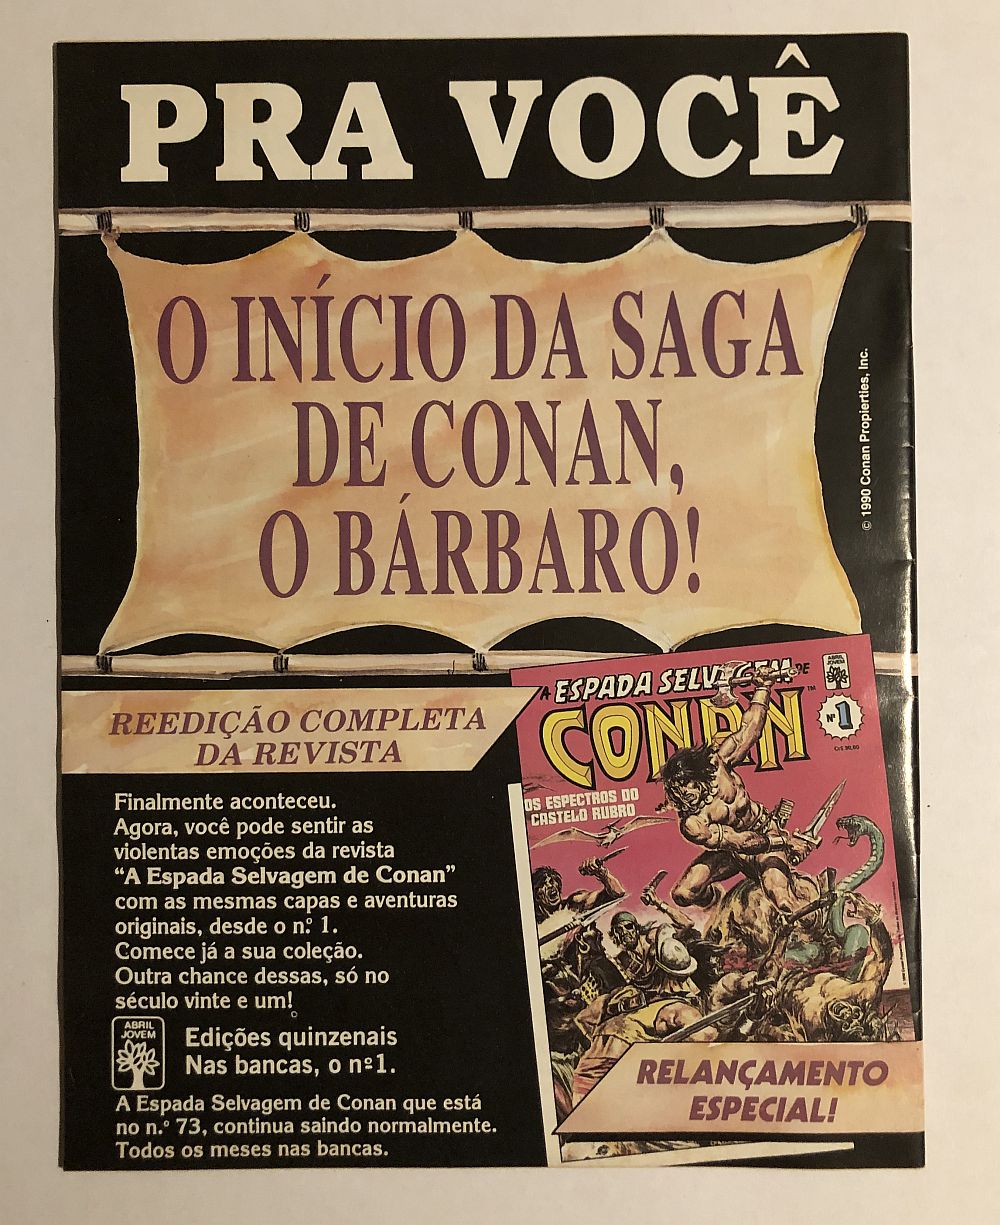 PRA VOCÊ
O INÍCIO DA SAGA
DE CONAN,
O BÁRBARO!
© 1990 Conan Propierties, Inc.
REEDIÇÃO COMPLETA
DA REVISTA
Finalmente aconteceu.
Agora, você pode sentir as
violentas emoções da revista
“A Espada Selvagem de Conan”
com as mesmas capas e aventuras
originais, desde o n.º 1.
Comece já a sua coleção.
Outra chance dessas, só no
século vinte e um!
ABRIL
JOVEM
Edições quinzenais
Nas bancas, o nº1.
A Espada Selvagem de Conan que está
no n.º 73, continua saindo normalmente.
Todos os meses nas bancas.
A ESPADA SELVAGEM DE
CONAN™
ABRIL
JOVEM
Nº 1
OS ESPECTROS DO
CASTELO RUBRO
RELANÇAMENTO
ESPECIAL!